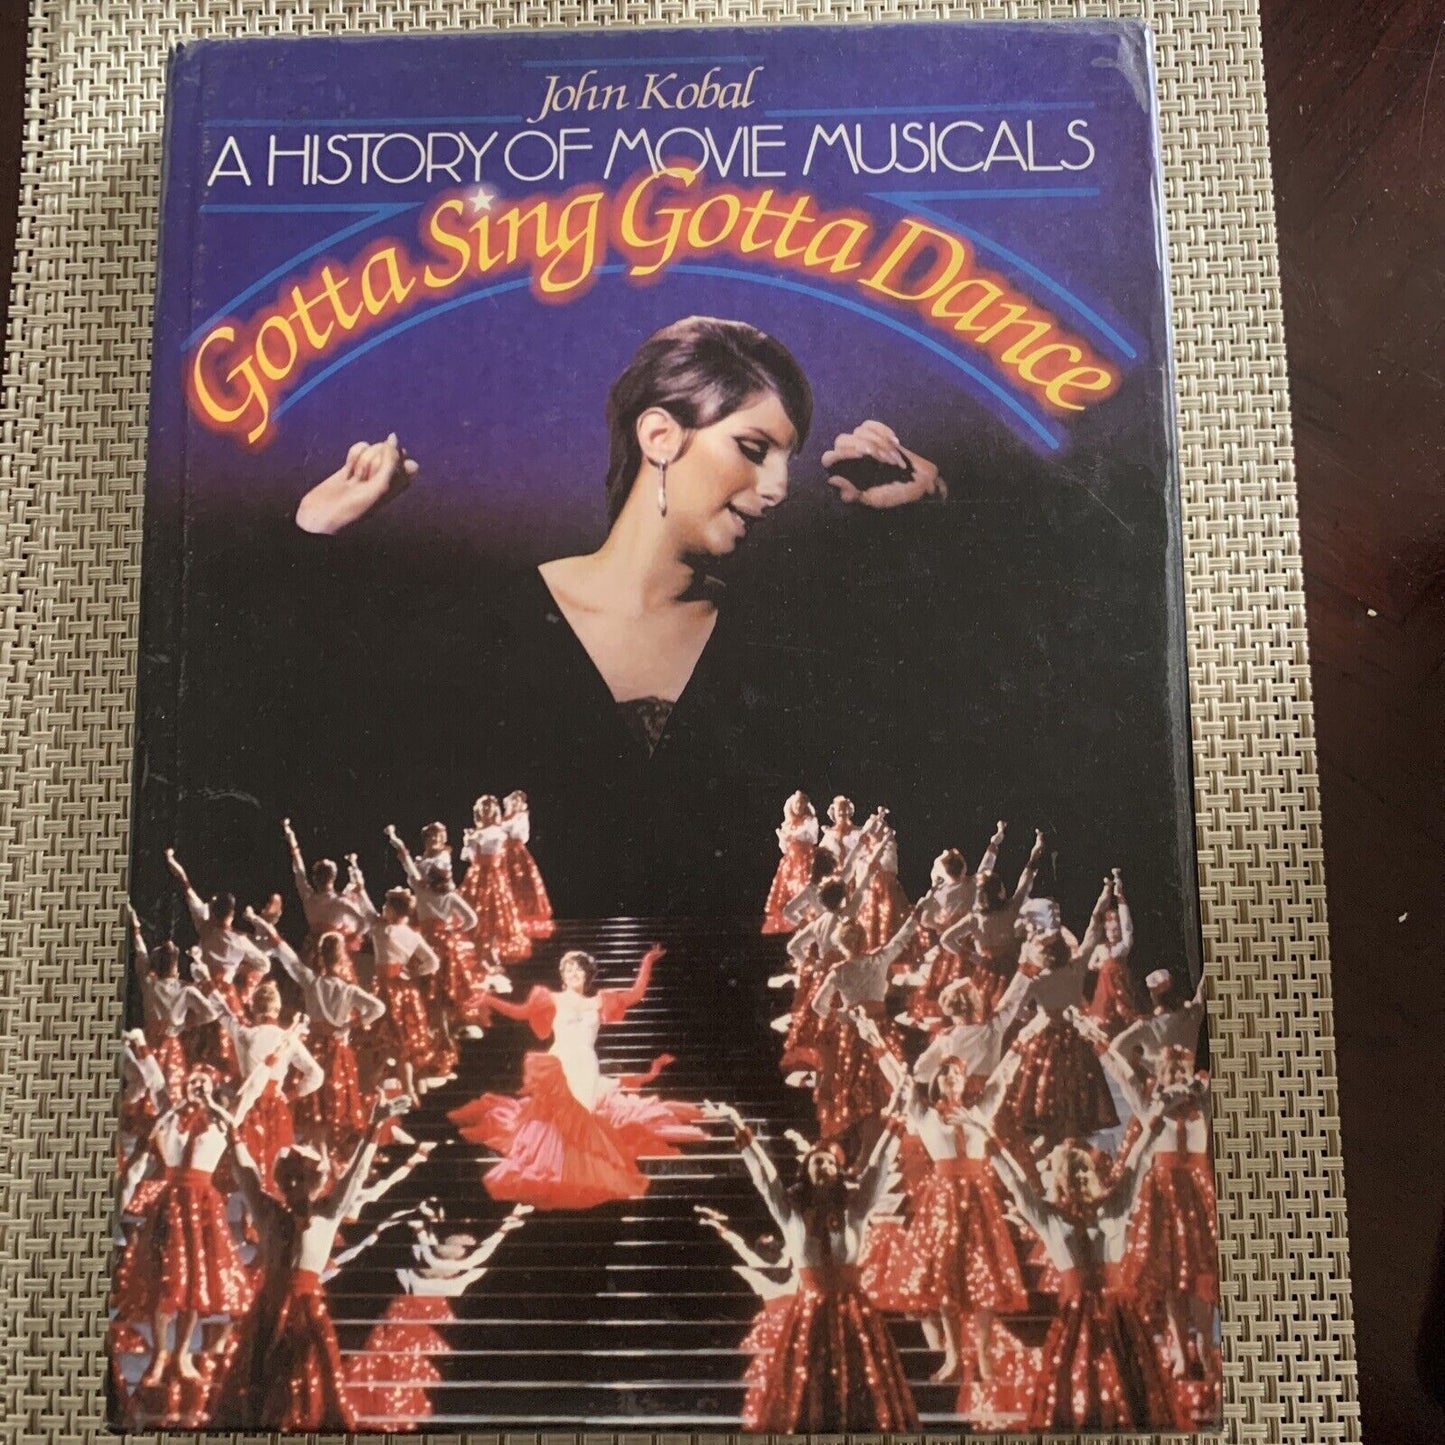 John Kobal
A HISTORY OF MOVIE MUSICALS
Gotta Sing Gotta Dance